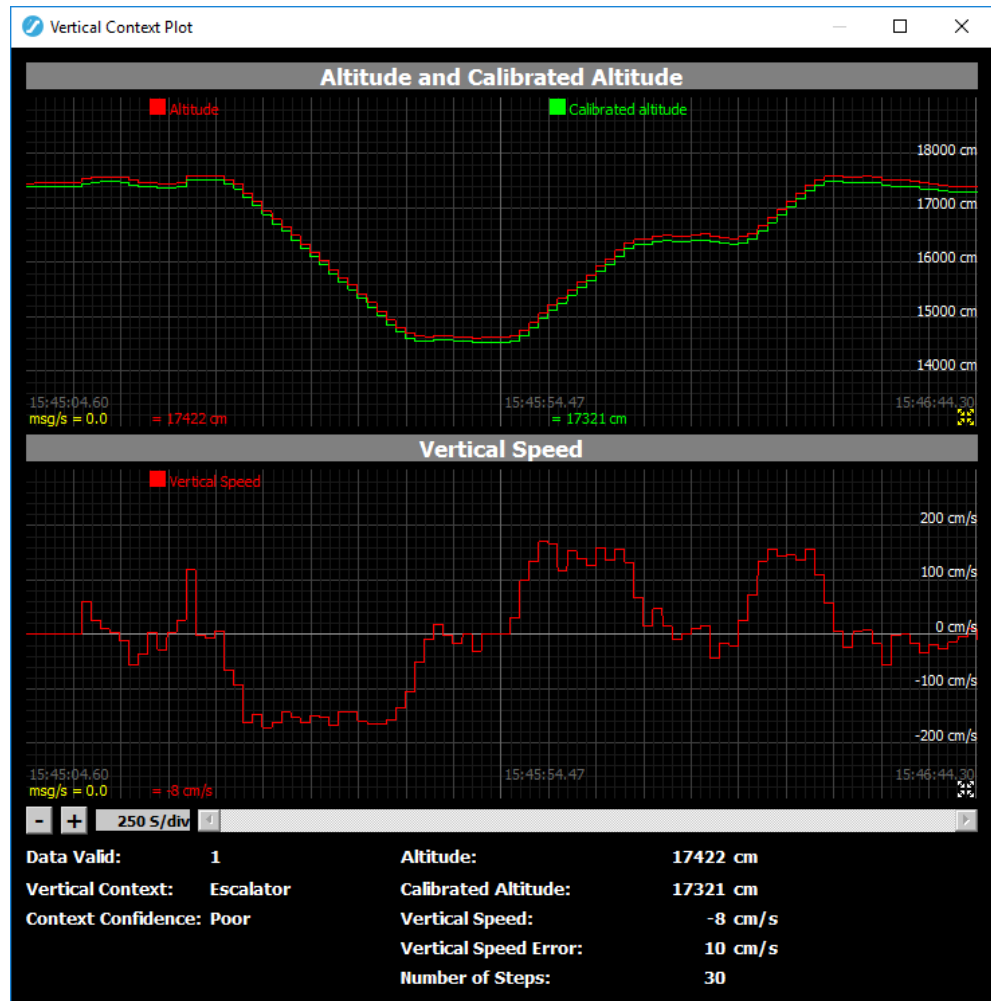 Vertical Context Plot
Altitude and Calibrated Altitude
Altitude
Calibrated altitude
18000 cm
17000 cm
16000 cm
15000 cm
14000 cm
15:45:04.60 15:45:54.47 15:46:44.30
msg/s = 0.0 = 17422 cm = 17321 cm
Vertical Speed
Vertical Speed
200 cm/s
100 cm/s
0 cm/s
-100 cm/s
-200 cm/s
15:45:04.60 15:45:54.47 15:46:44.30
msg/s = 0.0 = -8 cm/s
- + 250 S/div
Data Valid: 1 Altitude: 17422 cm
Vertical Context: Escalator Calibrated Altitude: 17321 cm
Context Confidence: Poor Vertical Speed: -8 cm/s
Vertical Speed Error: 10 cm/s
Number of Steps: 30